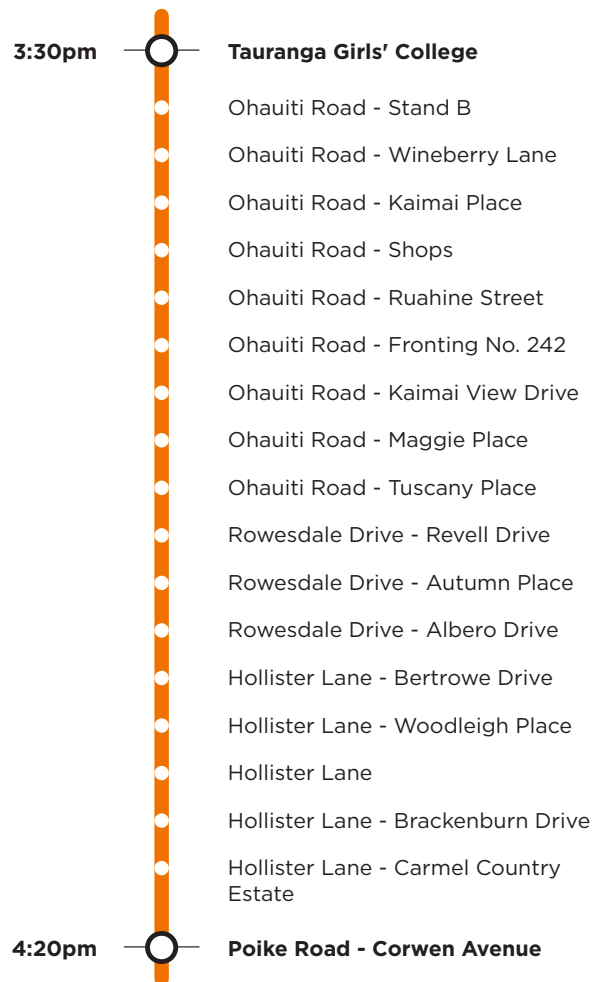 3:30pm Tauranga Girls' College
Ohauiti Road - Stand B
Ohauiti Road - Wineberry Lane
Ohauiti Road - Kaimai Place
Ohauiti Road - Shops
Ohauiti Road - Ruahine Street
Ohauiti Road - Fronting No. 242
Ohauiti Road - Kaimai View Drive
Ohauiti Road - Maggie Place
Ohauiti Road - Tuscany Place
Rowesdale Drive - Revell Drive
Rowesdale Drive - Autumn Place
Rowesdale Drive - Albero Drive
Hollister Lane - Bertrowe Drive
Hollister Lane - Woodleigh Place
Hollister Lane
Hollister Lane - Brackenburn Drive
Hollister Lane - Carmel Country
Estate
4:20pm Poike Road - Corwen Avenue